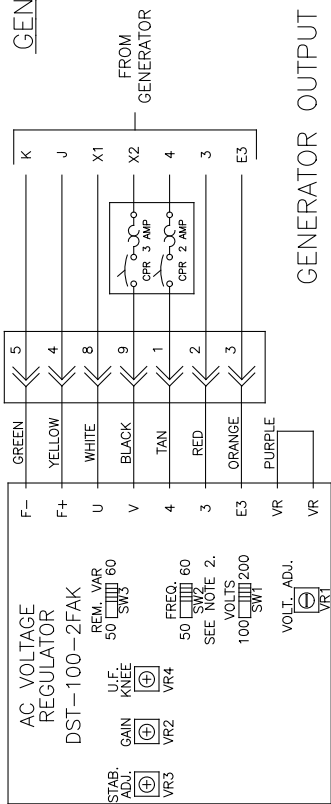 GEN
AC VOLTAGE
REGULATOR
DST-100-2FAK
REM. VAR
50 60
SW3
STAB.
ADJ.
VR3
GAIN
VR2
U.F.
KNEE
VR4
FREQ.
50 60
SW2
SEE NOTE 2.
VOLTS
100 200
SW1
VOLT. ADJ.
VR1
F- GREEN 5 K
F+ YELLOW 4 J
U WHITE 8 X1
V BLACK 9 CPR 3 AMP X2
4 TAN 1 CPR 2 AMP 4
3 RED 2 3
E3 ORANGE 3 E3
VR PURPLE
VR
FROM
GENERATOR
GENERATOR OUTPUT